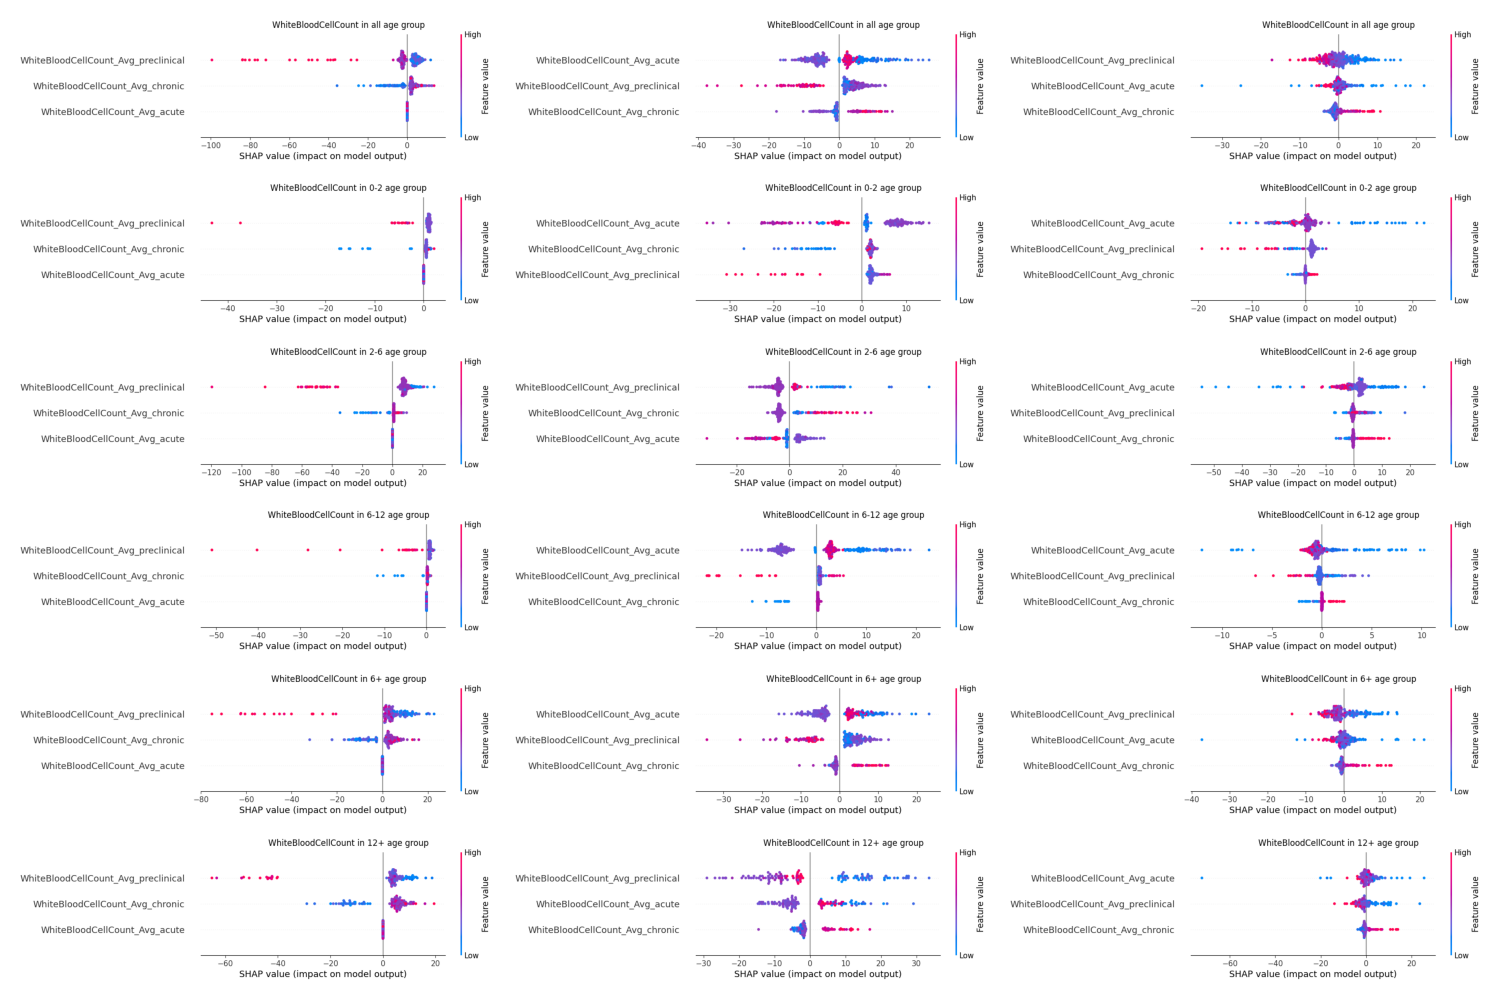 WhiteBloodCellCount in all age group
WhiteBloodCellCount_Avg_preclinical
WhiteBloodCellCount_Avg_chronic
WhiteBloodCellCount_Avg_acute
−100 −80 −60 −40 −20 0
SHAP value (impact on model output)
High
Feature value
Low
WhiteBloodCellCount in all age group
WhiteBloodCellCount_Avg_acute
WhiteBloodCellCount_Avg_preclinical
WhiteBloodCellCount_Avg_chronic
−40 −30 −20 −10 0 10 20
SHAP value (impact on model output)
High
Feature value
Low
WhiteBloodCellCount in all age group
WhiteBloodCellCount_Avg_preclinical
WhiteBloodCellCount_Avg_acute
WhiteBloodCellCount_Avg_chronic
−30 −20 −10 0 10 20
SHAP value (impact on model output)
High
Feature value
Low
WhiteBloodCellCount in 0-2 age group
WhiteBloodCellCount_Avg_preclinical
WhiteBloodCellCount_Avg_chronic
WhiteBloodCellCount_Avg_acute
−40 −30 −20 −10 0
SHAP value (impact on model output)
High
Feature value
Low
WhiteBloodCellCount in 0-2 age group
WhiteBloodCellCount_Avg_acute
WhiteBloodCellCount_Avg_chronic
WhiteBloodCellCount_Avg_preclinical
−30 −20 −10 0 10
SHAP value (impact on model output)
High
Feature value
Low
WhiteBloodCellCount in 0-2 age group
WhiteBloodCellCount_Avg_acute
WhiteBloodCellCount_Avg_preclinical
WhiteBloodCellCount_Avg_chronic
−20 −10 0 10 20
SHAP value (impact on model output)
High
Feature value
Low
WhiteBloodCellCount in 2-6 age group
WhiteBloodCellCount_Avg_preclinical
WhiteBloodCellCount_Avg_chronic
WhiteBloodCellCount_Avg_acute
−120 −100 −80 −60 −40 −20 0 20
SHAP value (impact on model output)
High
Feature value
Low
WhiteBloodCellCount in 2-6 age group
WhiteBloodCellCount_Avg_preclinical
WhiteBloodCellCount_Avg_chronic
WhiteBloodCellCount_Avg_acute
−20 0 20 40
SHAP value (impact on model output)
High
Feature value
Low
WhiteBloodCellCount in 2-6 age group
WhiteBloodCellCount_Avg_acute
WhiteBloodCellCount_Avg_preclinical
WhiteBloodCellCount_Avg_chronic
−50 −40 −30 −20 −10 0 10 20
SHAP value (impact on model output)
High
Feature value
Low
WhiteBloodCellCount in 6-12 age group
WhiteBloodCellCount_Avg_preclinical
WhiteBloodCellCount_Avg_chronic
WhiteBloodCellCount_Avg_acute
−50 −40 −30 −20 −10 0
SHAP value (impact on model output)
High
Feature value
Low
WhiteBloodCellCount in 6-12 age group
WhiteBloodCellCount_Avg_acute
WhiteBloodCellCount_Avg_preclinical
WhiteBloodCellCount_Avg_chronic
−20 −10 0 10 20
SHAP value (impact on model output)
High
Feature value
Low
WhiteBloodCellCount in 6-12 age group
WhiteBloodCellCount_Avg_acute
WhiteBloodCellCount_Avg_preclinical
WhiteBloodCellCount_Avg_chronic
−10 −5 0 5 10
SHAP value (impact on model output)
High
Feature value
Low
WhiteBloodCellCount in 6+ age group
WhiteBloodCellCount_Avg_preclinical
WhiteBloodCellCount_Avg_chronic
WhiteBloodCellCount_Avg_acute
−80 −60 −40 −20 0 20
SHAP value (impact on model output)
High
Feature value
Low
WhiteBloodCellCount in 6+ age group
WhiteBloodCellCount_Avg_acute
WhiteBloodCellCount_Avg_preclinical
WhiteBloodCellCount_Avg_chronic
−30 −20 −10 0 10 20
SHAP value (impact on model output)
High
Feature value
Low
WhiteBloodCellCount in 6+ age group
WhiteBloodCellCount_Avg_preclinical
WhiteBloodCellCount_Avg_acute
WhiteBloodCellCount_Avg_chronic
−40 −30 −20 −10 0 10 20
SHAP value (impact on model output)
High
Feature value
Low
WhiteBloodCellCount in 12+ age group
WhiteBloodCellCount_Avg_preclinical
WhiteBloodCellCount_Avg_chronic
WhiteBloodCellCount_Avg_acute
−60 −40 −20 0 20
SHAP value (impact on model output)
High
Feature value
Low
WhiteBloodCellCount in 12+ age group
WhiteBloodCellCount_Avg_preclinical
WhiteBloodCellCount_Avg_acute
WhiteBloodCellCount_Avg_chronic
−30 −20 −10 0 10 20 30
SHAP value (impact on model output)
High
Feature value
Low
WhiteBloodCellCount in 12+ age group
WhiteBloodCellCount_Avg_acute
WhiteBloodCellCount_Avg_preclinical
WhiteBloodCellCount_Avg_chronic
−60 −40 −20 0 20
SHAP value (impact on model output)
High
Feature value
Low